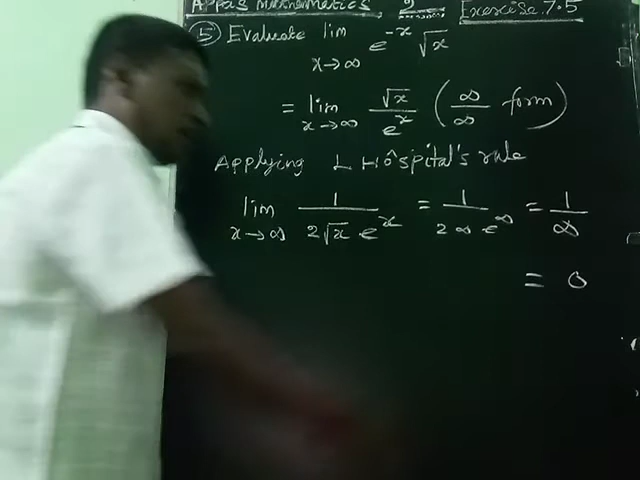 Appas Mathematics Exercise 7.5
⑤ Evaluate lim x→∞ e^-x √x
= lim x→∞ √x / e^x (∞/∞ form)
Applying L Hôspital's rule
lim x→∞ 1 / 2√x . e^x = 1 / 2∞ e^∞ = 1/∞
= 0